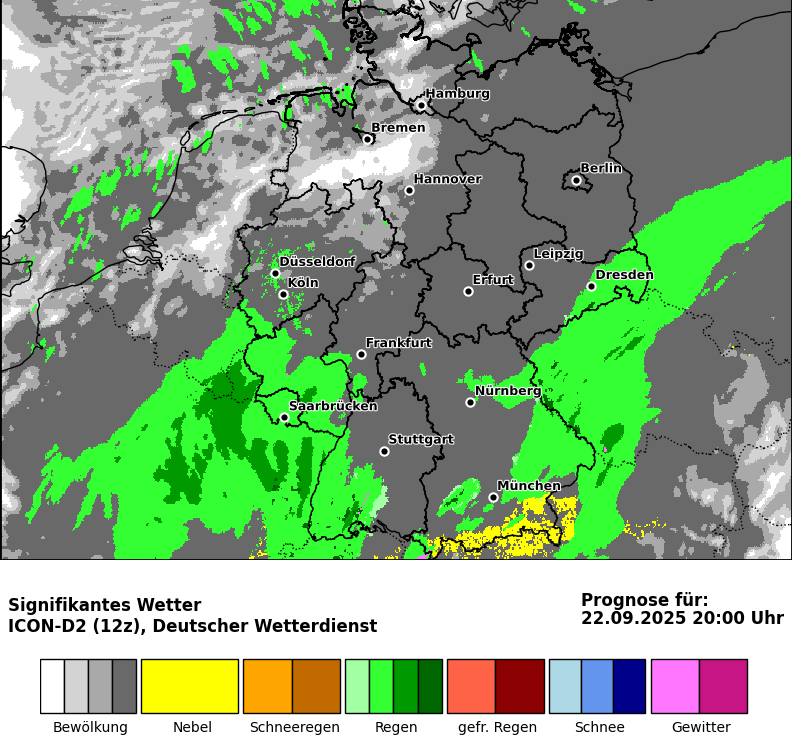 Hamburg
Bremen
Berlin
Hannover
Leipzig
Düsseldorf
Dresden
Köln
Erfurt
Frankfurt
Nürnberg
Saarbrücken
Stuttgart
München
Signifikantes Wetter
ICON-D2 (12z), Deutscher Wetterdienst
Prognose für:
22.09.2025 20:00 Uhr
Bewölkung Nebel Schneeregen Regen gefr. Regen Schnee Gewitter